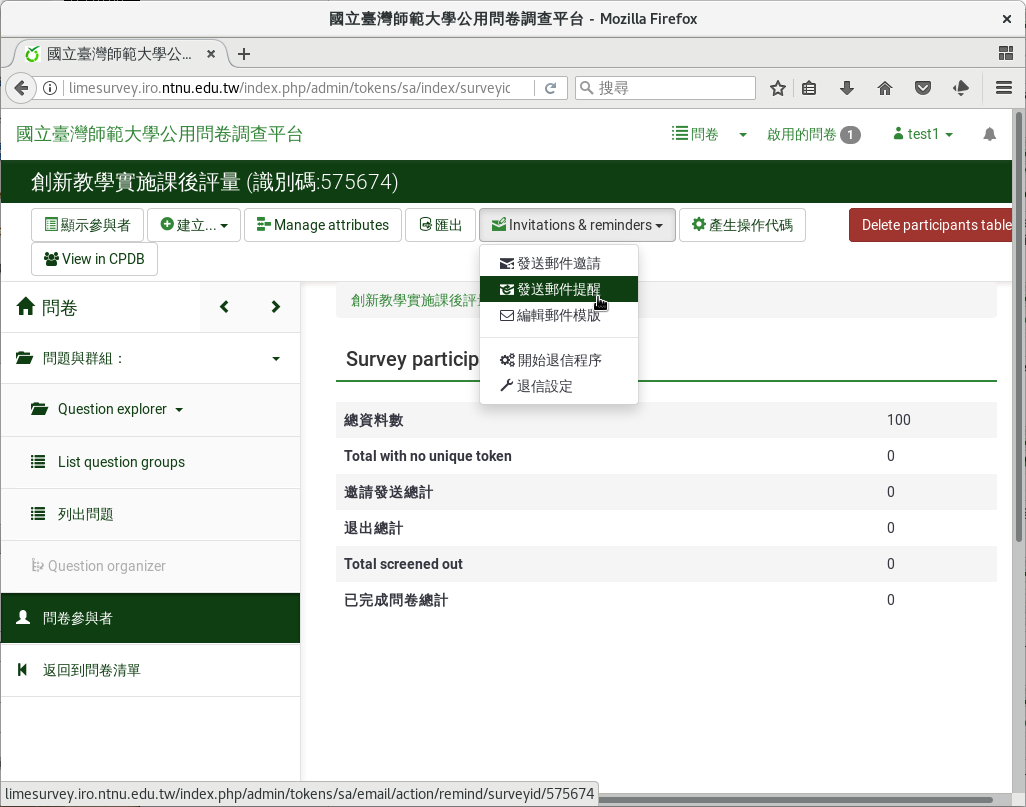 國立臺灣師範大學公用問卷調查平台 - Mozilla Firefox
國立臺灣師範大學公...
limesurvey.iro.ntnu.edu.tw/index.php/admin/tokens/sa/index/surveyic
搜尋
國立臺灣師範大學公用問卷調查平台
問卷
啟用的問卷 1
test1
創新教學實施課後評量 (識別碼:575674)
顯示參與者
建立...
Manage attributes
匯出
Invitations & reminders
產生操作代碼
Delete participants table
View in CPDB
發送郵件邀請
發送郵件提醒
編輯郵件模版
開始退信程序
退信設定
問卷
問題與群組：
Question explorer
List question groups
列出問題
Question organizer
問卷參與者
返回到問卷清單
創新教學實施課後評
Survey particip
總資料數 100
Total with no unique token 0
邀請發送總計 0
退出總計 0
Total screened out 0
已完成問卷總計 0
limesurvey.iro.ntnu.edu.tw/index.php/admin/tokens/sa/email/action/remind/surveyid/575674